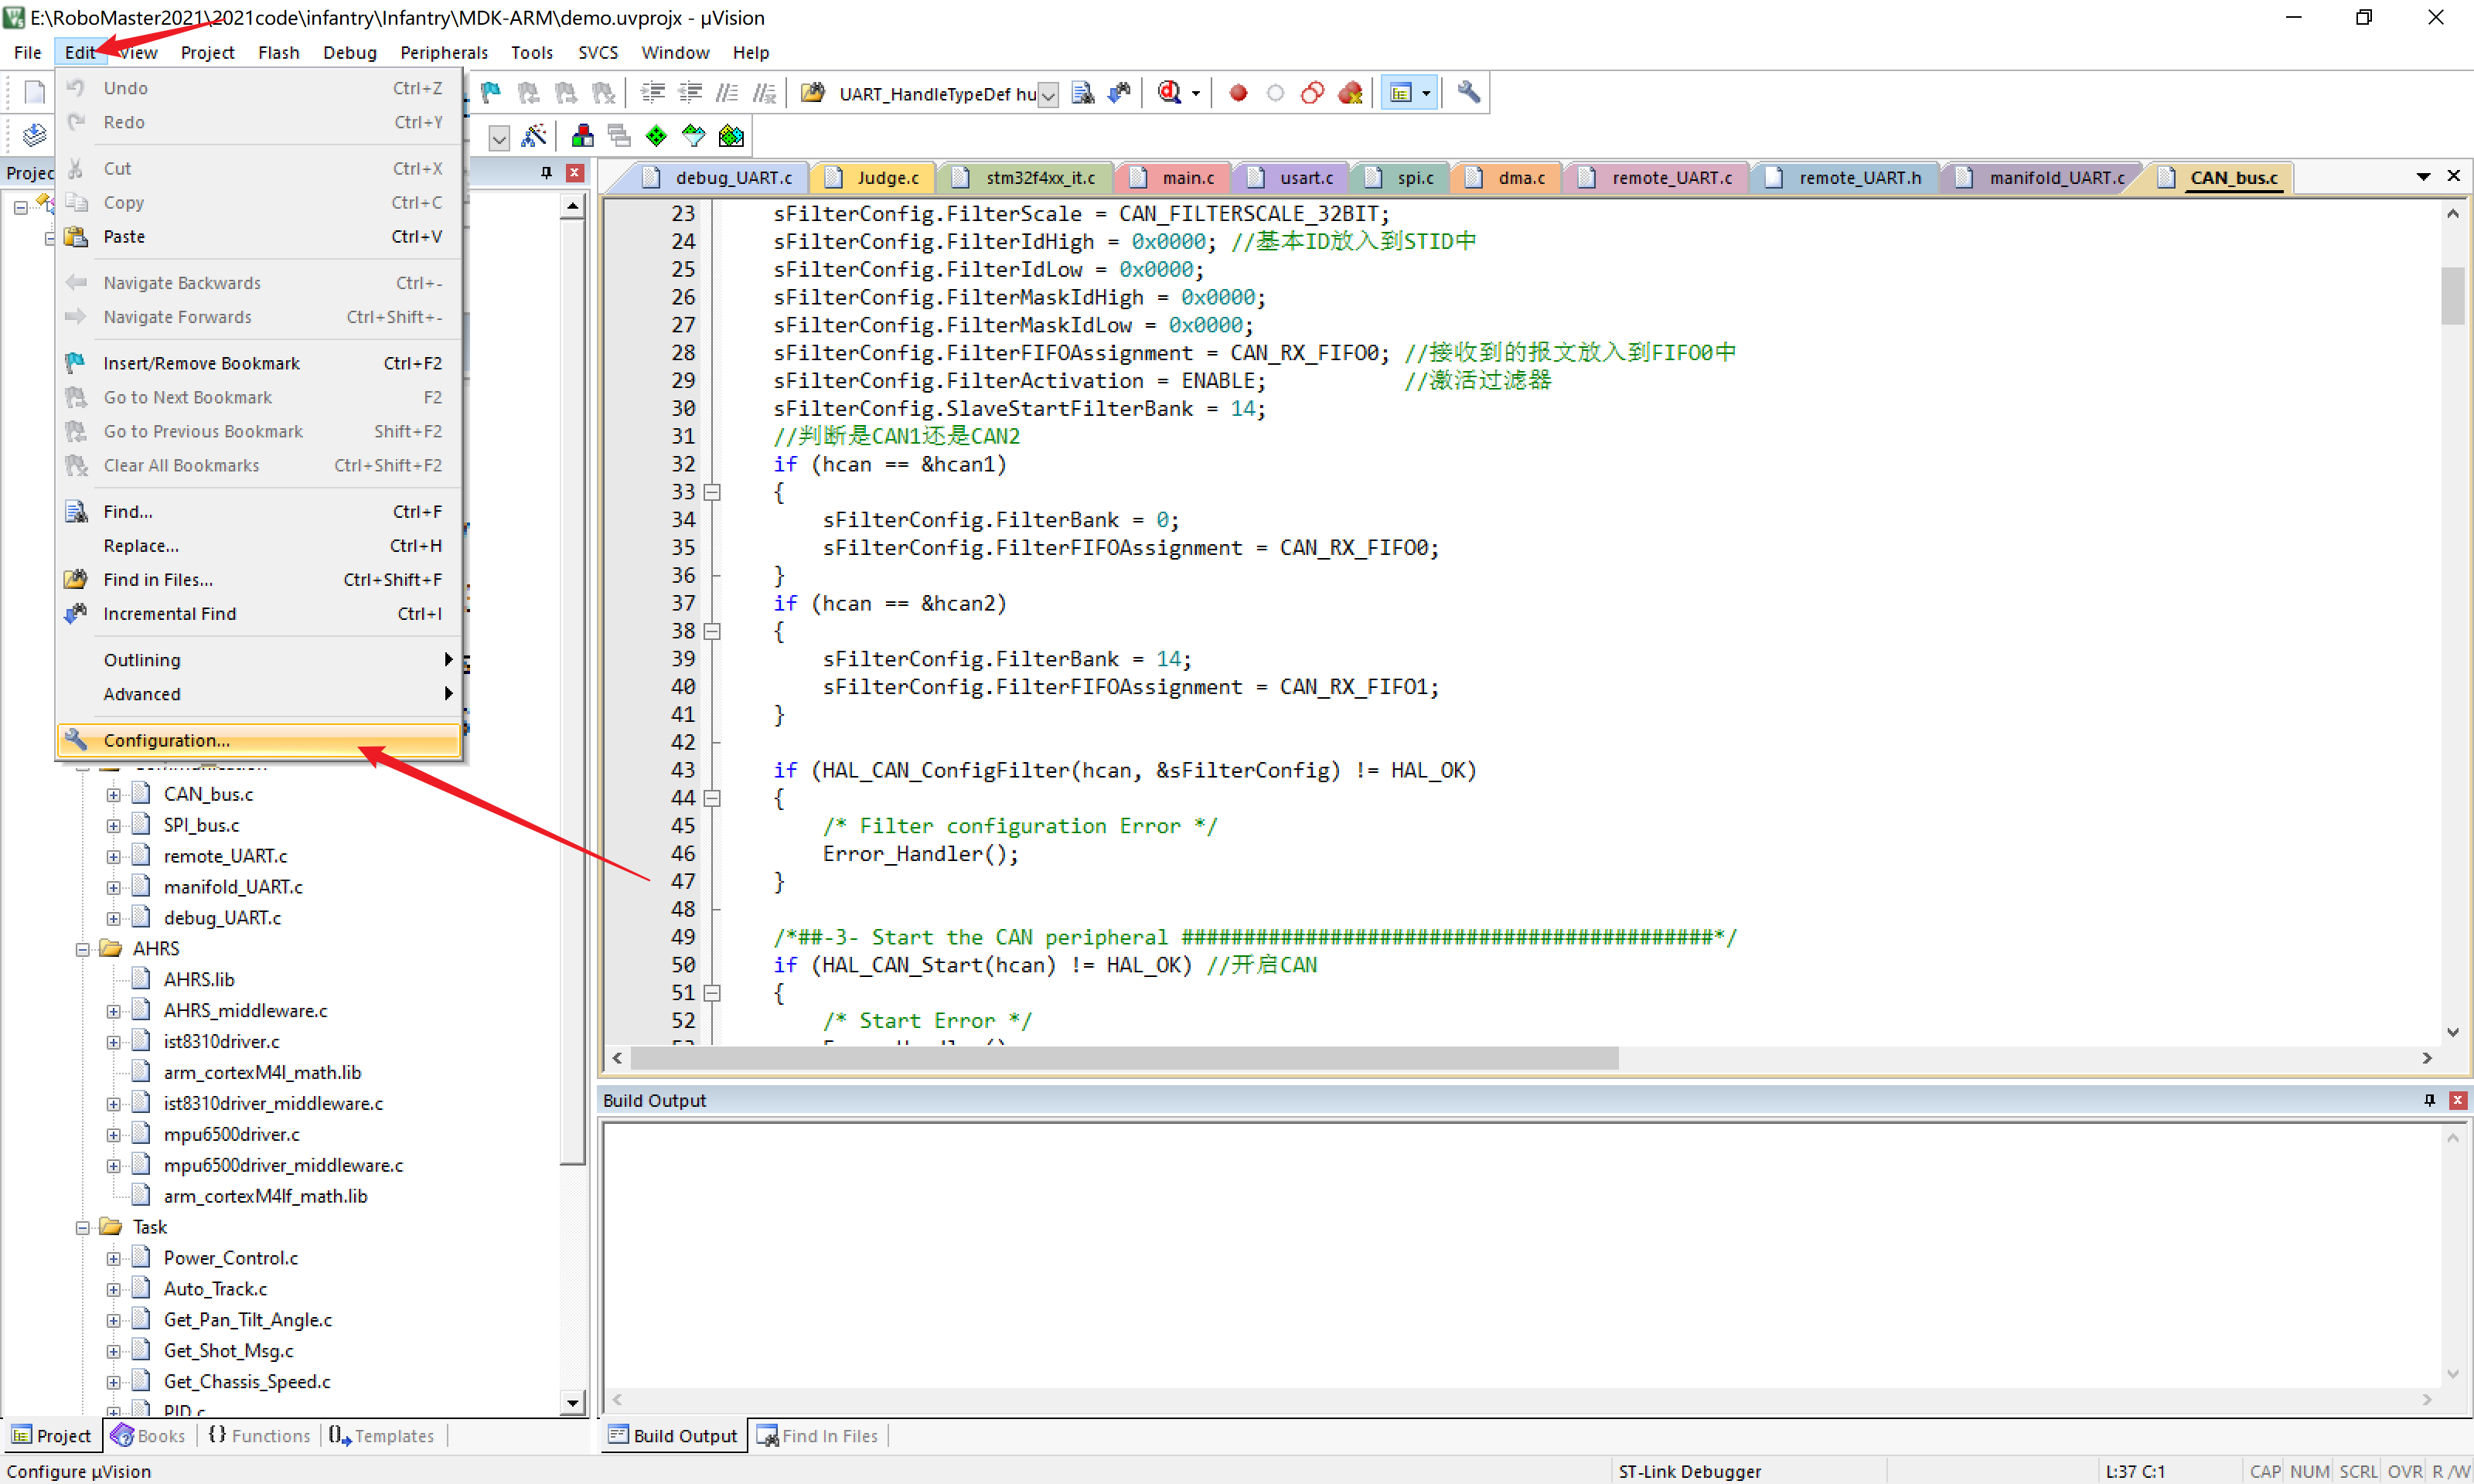 E:\RoboMaster2021\2021code\infantry\Infantry\MDK-ARM\demo.uvprojx - µVision
File Edit View Project Flash Debug Peripherals Tools SVCS Window Help
Undo Ctrl+Z
Redo Ctrl+Y
Cut Ctrl+X
Copy Ctrl+C
Paste Ctrl+V
Navigate Backwards Ctrl+-
Navigate Forwards Ctrl+Shift+-
Insert/Remove Bookmark Ctrl+F2
Go to Next Bookmark F2
Go to Previous Bookmark Shift+F2
Clear All Bookmarks Ctrl+Shift+F2
Find... Ctrl+F
Replace... Ctrl+H
Find in Files... Ctrl+Shift+F
Incremental Find Ctrl+I
Outlining
Advanced
Configuration...
UART_HandleTypeDef hu
Projec
CAN_bus.c
SPI_bus.c
remote_UART.c
manifold_UART.c
debug_UART.c
AHRS
AHRS.lib
AHRS_middleware.c
ist8310driver.c
arm_cortexM4l_math.lib
ist8310driver_middleware.c
mpu6500driver.c
mpu6500driver_middleware.c
arm_cortexM4lf_math.lib
Task
Power_Control.c
Auto_Track.c
Get_Pan_Tilt_Angle.c
Get_Shot_Msg.c
Get_Chassis_Speed.c
PID.c
Project Books {} Functions Templates
debug_UART.c Judge.c stm32f4xx_it.c main.c usart.c spi.c dma.c remote_UART.c remote_UART.h manifold_UART.c CAN_bus.c
23 sFilterConfig.FilterScale = CAN_FILTERSCALE_32BIT;
24 sFilterConfig.FilterIdHigh = 0x0000; //基本ID放入到STID中
25 sFilterConfig.FilterIdLow = 0x0000;
26 sFilterConfig.FilterMaskIdHigh = 0x0000;
27 sFilterConfig.FilterMaskIdLow = 0x0000;
28 sFilterConfig.FilterFIFOAssignment = CAN_RX_FIFO0; //接收到的报文放入到FIFO0中
29 sFilterConfig.FilterActivation = ENABLE; //激活过滤器
30 sFilterConfig.SlaveStartFilterBank = 14;
31 //判断是CAN1还是CAN2
32 if (hcan == &hcan1)
33 {
34 sFilterConfig.FilterBank = 0;
35 sFilterConfig.FilterFIFOAssignment = CAN_RX_FIFO0;
36 }
37 if (hcan == &hcan2)
38 {
39 sFilterConfig.FilterBank = 14;
40 sFilterConfig.FilterFIFOAssignment = CAN_RX_FIFO1;
41 }
42
43 if (HAL_CAN_ConfigFilter(hcan, &sFilterConfig) != HAL_OK)
44 {
45 /* Filter configuration Error */
46 Error_Handler();
47 }
48
49 /*##-3- Start the CAN peripheral ###########################################*/
50 if (HAL_CAN_Start(hcan) != HAL_OK) //开启CAN
51 {
52 /* Start Error */
Build Output
Build Output Find In Files
Configure µVision ST-Link Debugger L:37 C:1 CAP NUM SCRL OVR R/W